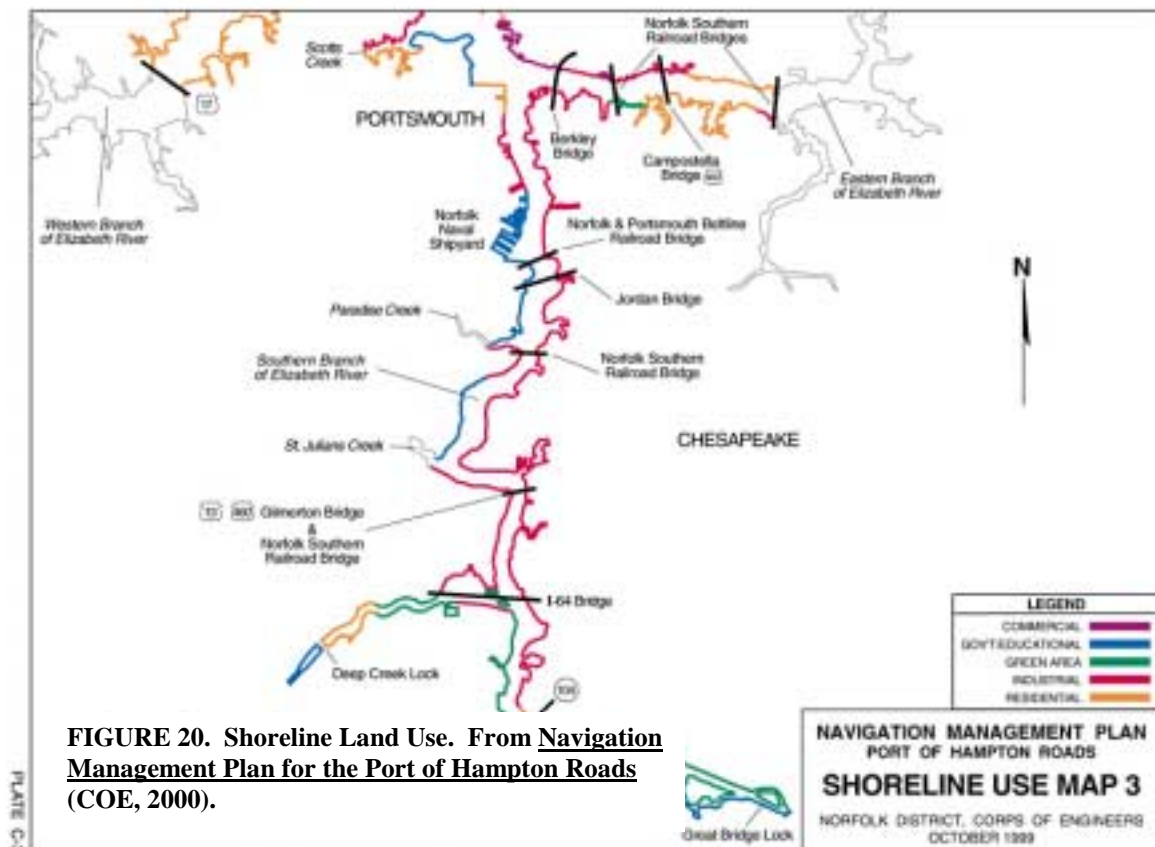 Norfolk Southern
Railroad Bridges
Scotts
Creek
17
PORTSMOUTH
Berkley
Bridge
Campostella
Bridge
Eastern Branch
of Elizabeth River
Western Branch
of Elizabeth River
Norfolk
Naval
Shipyard
Norfolk & Portsmouth Beltline
Railroad Bridge
N
Jordan Bridge
Paradise Creek
Southern Branch
of Elizabeth River
Norfolk Southern
Railroad Bridge
CHESAPEAKE
St. Julians Creek
13 460 Gilmerton Bridge
&
Norfolk Southern
Railroad Bridge
I-64 Bridge
Deep Creek Lock
LEGEND
COMMERCIAL
GOV'T.EDUCATIONAL
GREEN AREA
INDUSTRIAL
RESIDENTIAL
FIGURE 20. Shoreline Land Use. From Navigation
Management Plan for the Port of Hampton Roads
(COE, 2000).
Great Bridge Lock
NAVIGATION MANAGEMENT PLAN
PORT OF HAMPTON ROADS
SHORELINE USE MAP 3
NORFOLK DISTRICT, CORPS OF ENGINEERS
OCTOBER 1999
PLATE C-